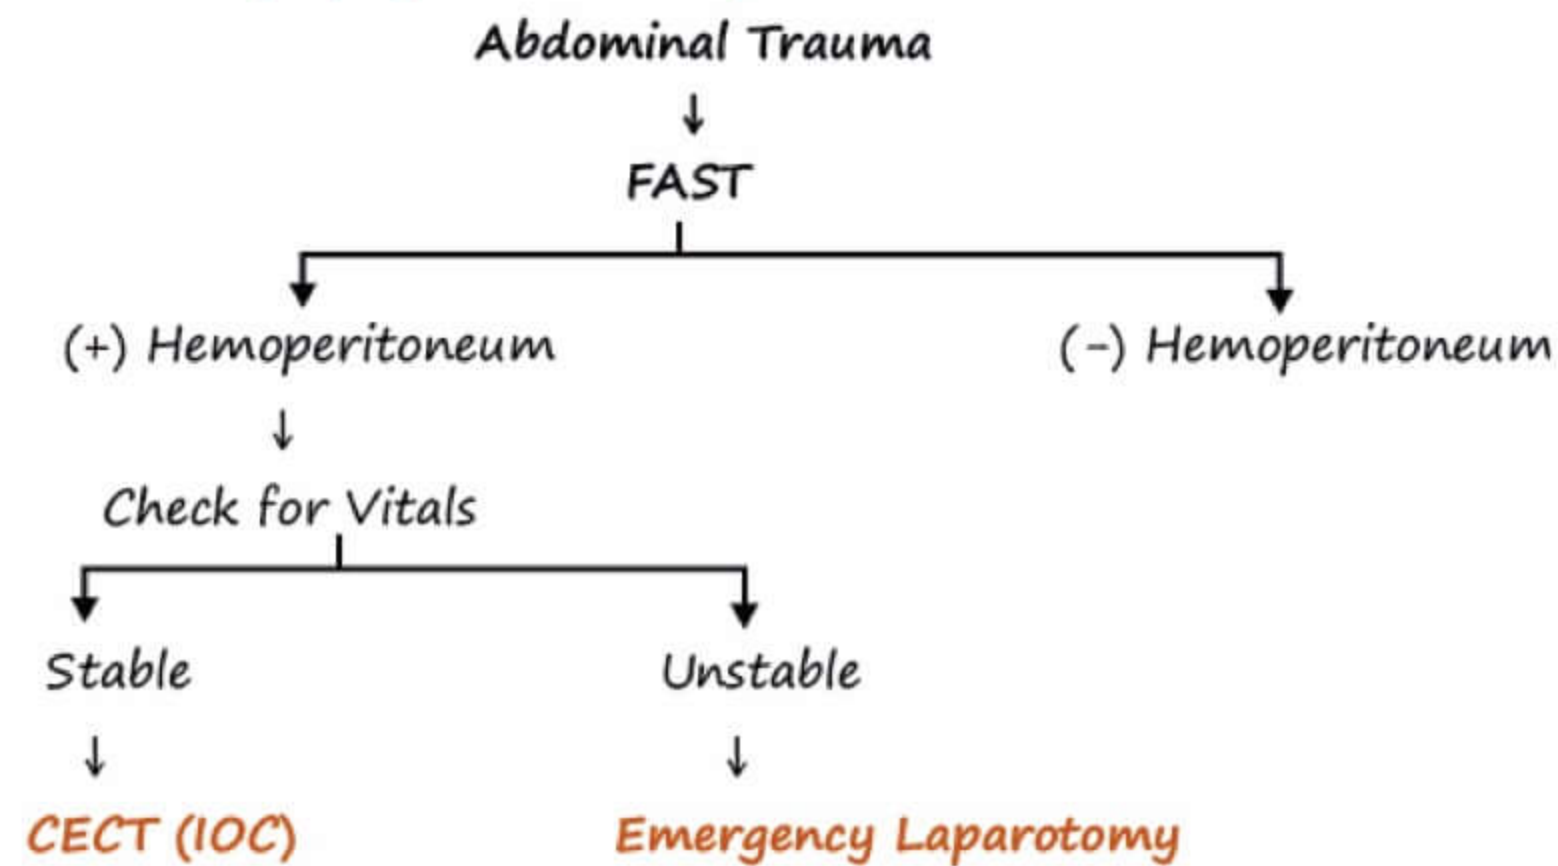 Abdominal Trauma
↓
FAST
(+) Hemoperitoneum
(-) Hemoperitoneum
↓
Check for Vitals
Stable
Unstable
↓
↓
CECT (IOC)
Emergency Laparotomy